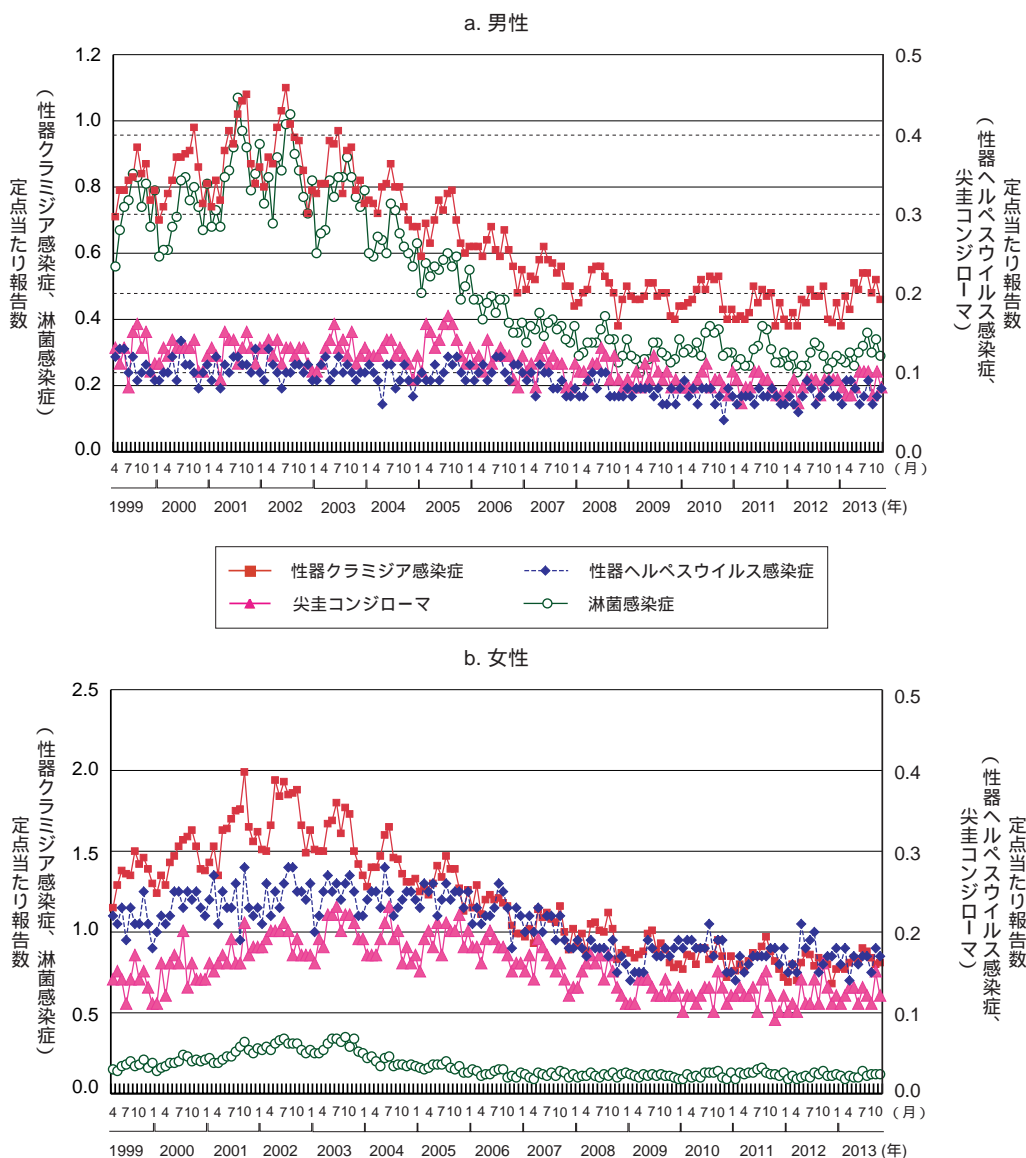 a. 男性
定点当たり報告数
（性器クラミジア感染症、淋菌感染症）
1.2
1.0
0.8
0.6
0.4
0.2
0.0
0.5
0.4
0.3
0.2
0.1
0.0
定点当たり報告数
（性器ヘルペスウイルス感染症、
尖圭コンジローマ）
4 7 10 1 4 7 10 1 4 7 10 1 4 7 10 1 4 7 10 1 4 7 10 1 4 7 10 1 4 7 10 1 4 7 10 1 4 7 10 1 4 7 10 1 4 7 10 1 4 7 10 1 4 7 10 1 4 7 10 （月）
1999 2000 2001 2002 2003 2004 2005 2006 2007 2008 2009 2010 2011 2012 2013 (年)
性器クラミジア感染症 性器ヘルペスウイルス感染症
尖圭コンジローマ 淋菌感染症
b. 女性
定点当たり報告数
（性器クラミジア感染症、淋菌感染症）
2.5
2.0
1.5
1.0
0.5
0.0
0.5
0.4
0.3
0.2
0.1
0.0
定点当たり報告数
（性器ヘルペスウイルス感染症、
尖圭コンジローマ）
4 7 10 1 4 7 10 1 4 7 10 1 4 7 10 1 4 7 10 1 4 7 10 1 4 7 10 1 4 7 10 1 4 7 10 1 4 7 10 1 4 7 10 1 4 7 10 1 4 7 10 1 4 7 10 1 4 7 10 （月）
1999 2000 2001 2002 2003 2004 2005 2006 2007 2008 2009 2010 2011 2012 2013 (年)